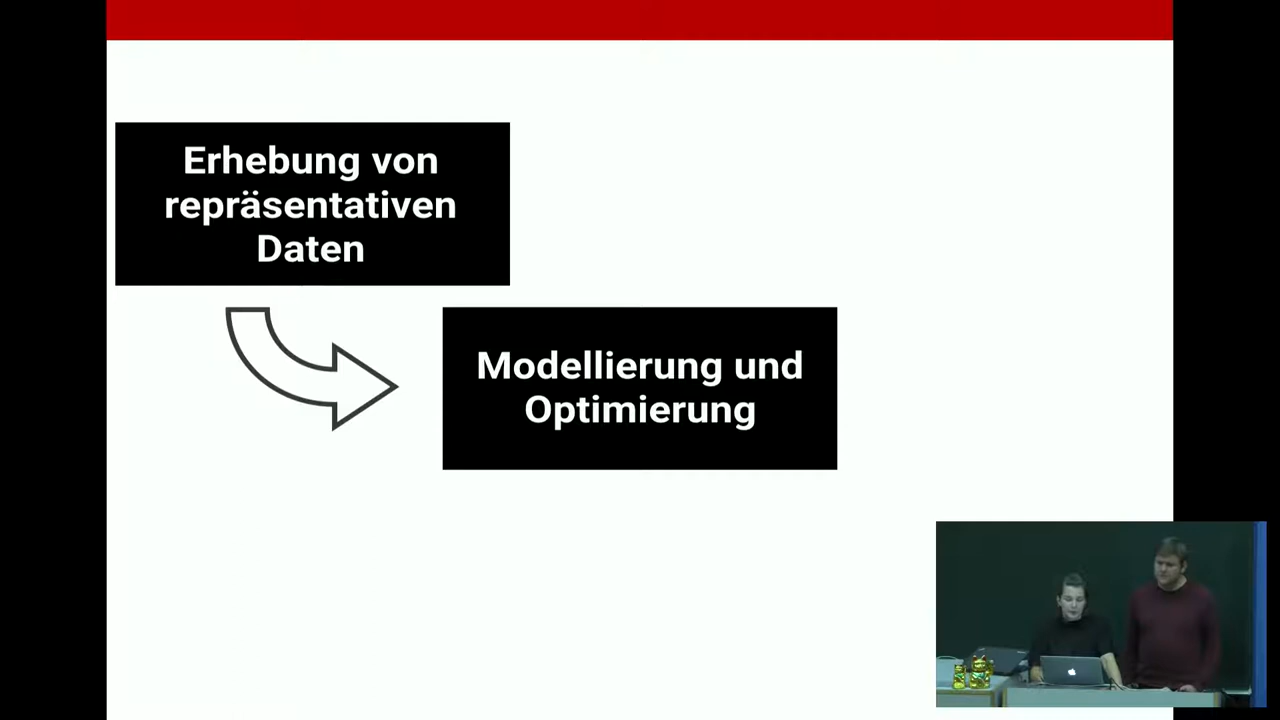 Erhebung von
repräsentativen
Daten
Modellierung und
Optimierung